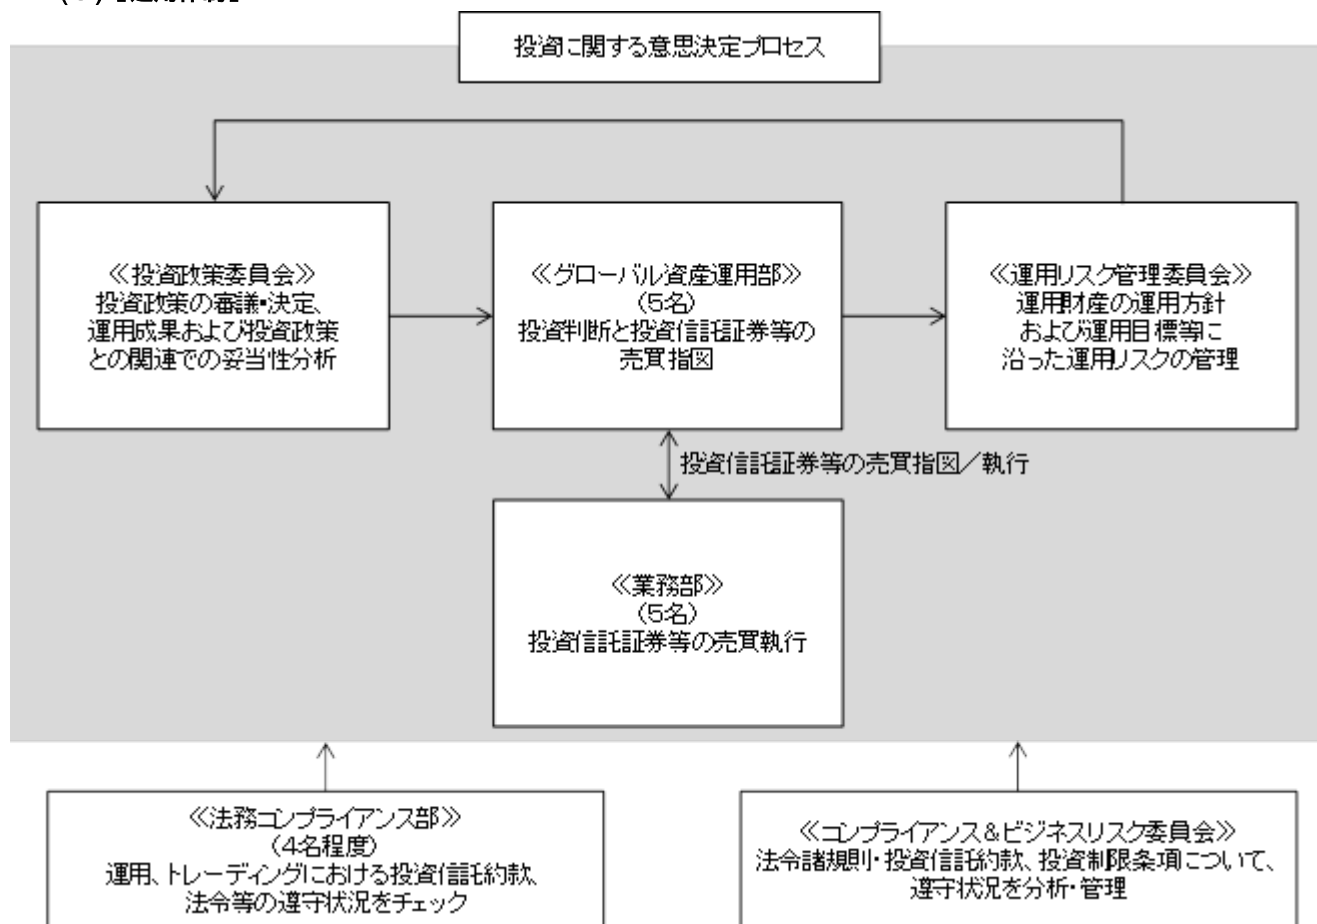 投資に関する意思決定プロセス
≪投資政策委員会≫
投資政策の審議・決定、
運用成果および投資政策
との関連での妥当性分析
≪グローバル資産運用部≫
(5名)
投資判断と投資信託証券等の
売買指図
≪運用リスク管理委員会≫
運用財産の運用方針
および運用目標等に
沿った運用リスクの管理
投資信託証券等の売買指図/執行
≪業務部≫
(5名)
投資信託証券等の売買執行
≪法務コンプライアンス部≫
(4名程度)
運用、トレーディングにおける投資信託約款、
法令等の遵守状況をチェック
≪コンプライアンス&ビジネスリスク委員会≫
法令諸規則・投資信託約款、投資制限条項について、
遵守状況を分析・管理